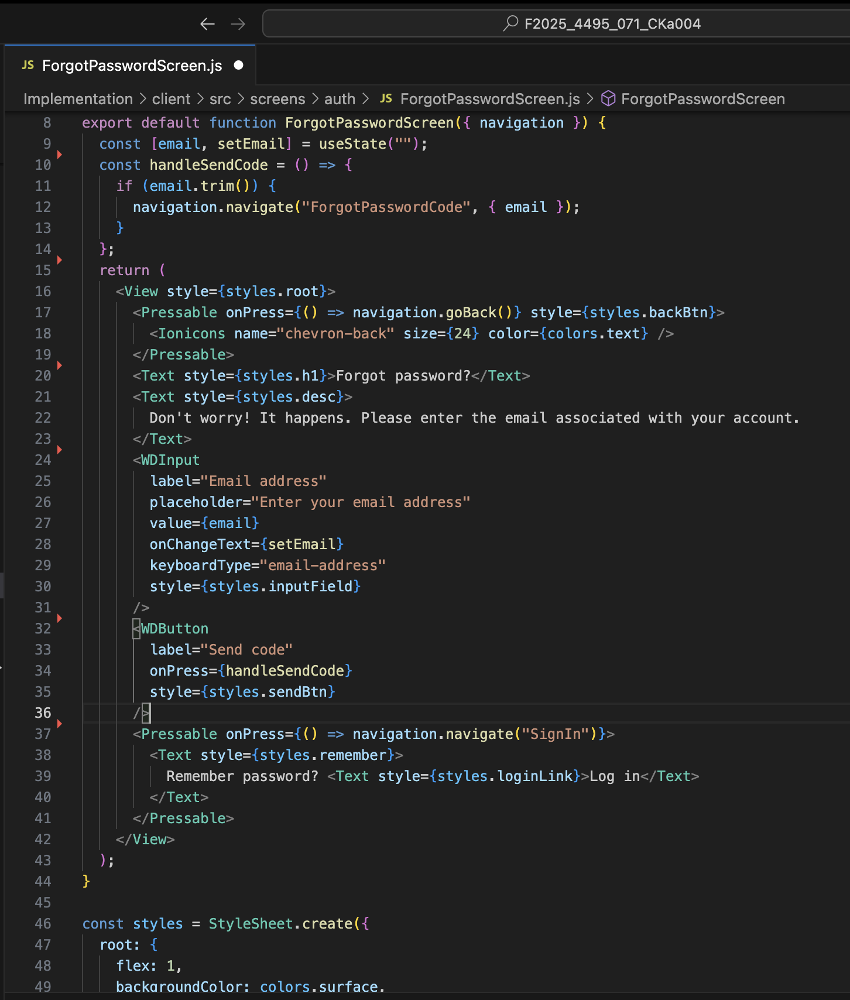 F2025_4495_071_CKa004
JS ForgotPasswordScreen.js
Implementation > client > src > screens > auth > JS ForgotPasswordScreen.js > ForgotPasswordScreen
8 export default function ForgotPasswordScreen({ navigation }) {
9 const [email, setEmail] = useState("");
10 const handleSendCode = () => {
11 if (email.trim()) {
12 navigation.navigate("ForgotPasswordCode", { email });
13 }
14 };
15 return (
16 <View style={styles.root}>
17 <Pressable onPress={() => navigation.goBack()} style={styles.backBtn}>
18 <Ionicons name="chevron-back" size={24} color={colors.text} />
19 </Pressable>
20 <Text style={styles.h1}>Forgot password?</Text>
21 <Text style={styles.desc}>
22 Don't worry! It happens. Please enter the email associated with your account.
23 </Text>
24 <WDInput
25 label="Email address"
26 placeholder="Enter your email address"
27 value={email}
28 onChangeText={setEmail}
29 keyboardType="email-address"
30 style={styles.inputField}
31 />
32 <WDButton
33 label="Send code"
34 onPress={handleSendCode}
35 style={styles.sendBtn}
36 />
37 <Pressable onPress={() => navigation.navigate("SignIn")}>
38 <Text style={styles.remember}>
39 Remember password? <Text style={styles.loginLink}>Log in</Text>
40 </Text>
41 </Pressable>
42 </View>
43 );
44 }
45
46 const styles = StyleSheet.create({
47 root: {
48 flex: 1,
49 backgroundColor: colors.surface,